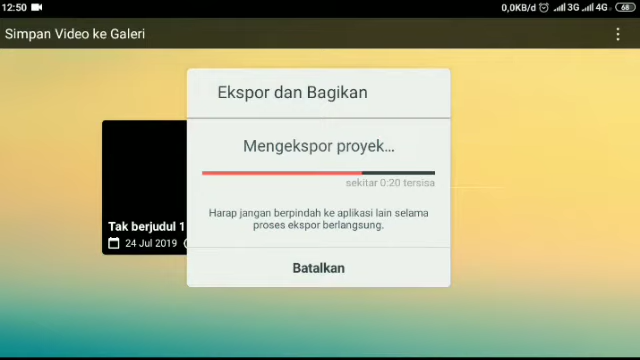 12:50 0,0KB/d 3G 4G 68
Simpan Video ke Galeri
Ekspor dan Bagikan
Mengekspor proyek...
sekitar 0:20 tersisa
Harap jangan berpindah ke aplikasi lain selama
proses ekspor berlangsung.
Tak berjudul 1
24 Jul 2019
Batalkan